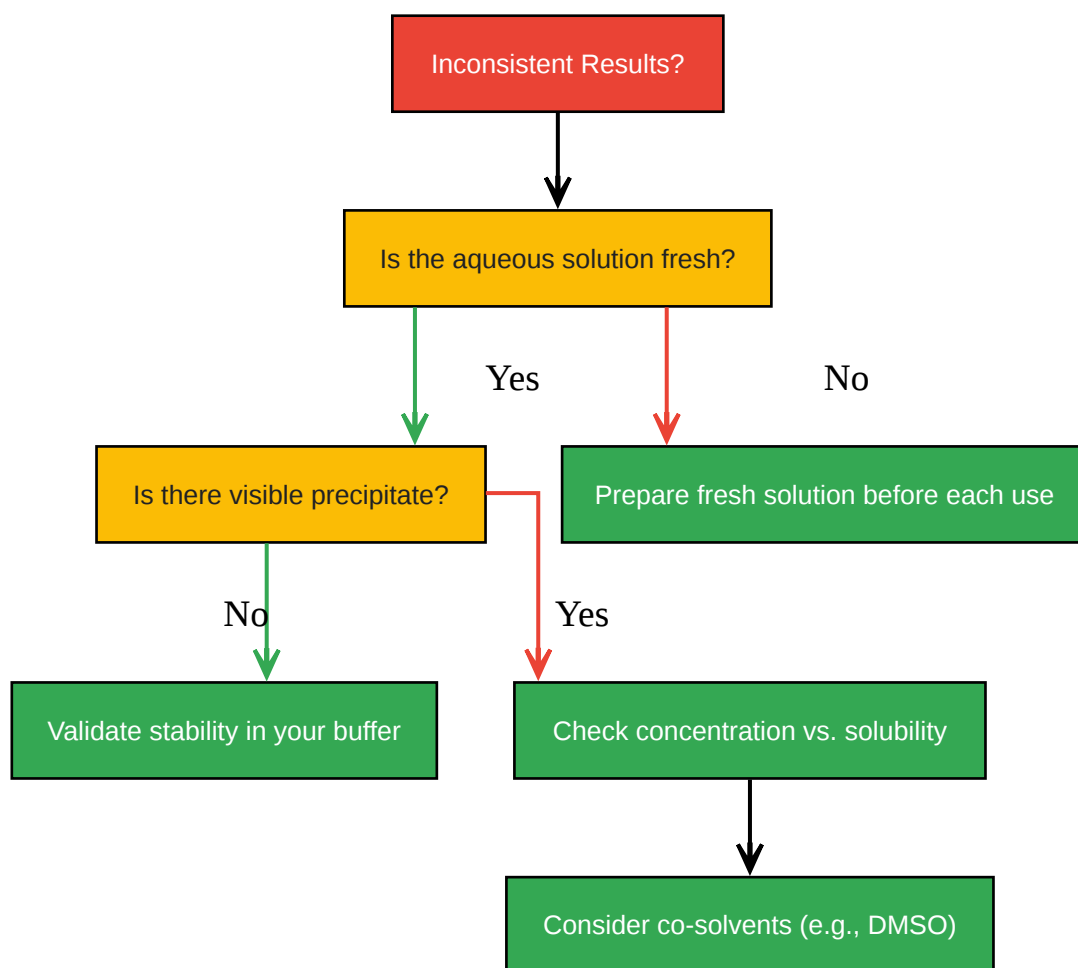 Inconsistent Results?
Is the aqueous solution fresh?
Yes
No
Is there visible precipitate?
Prepare fresh solution before each use
No
Yes
Validate stability in your buffer
Check concentration vs. solubility
Consider co-solvents (e.g., DMSO)